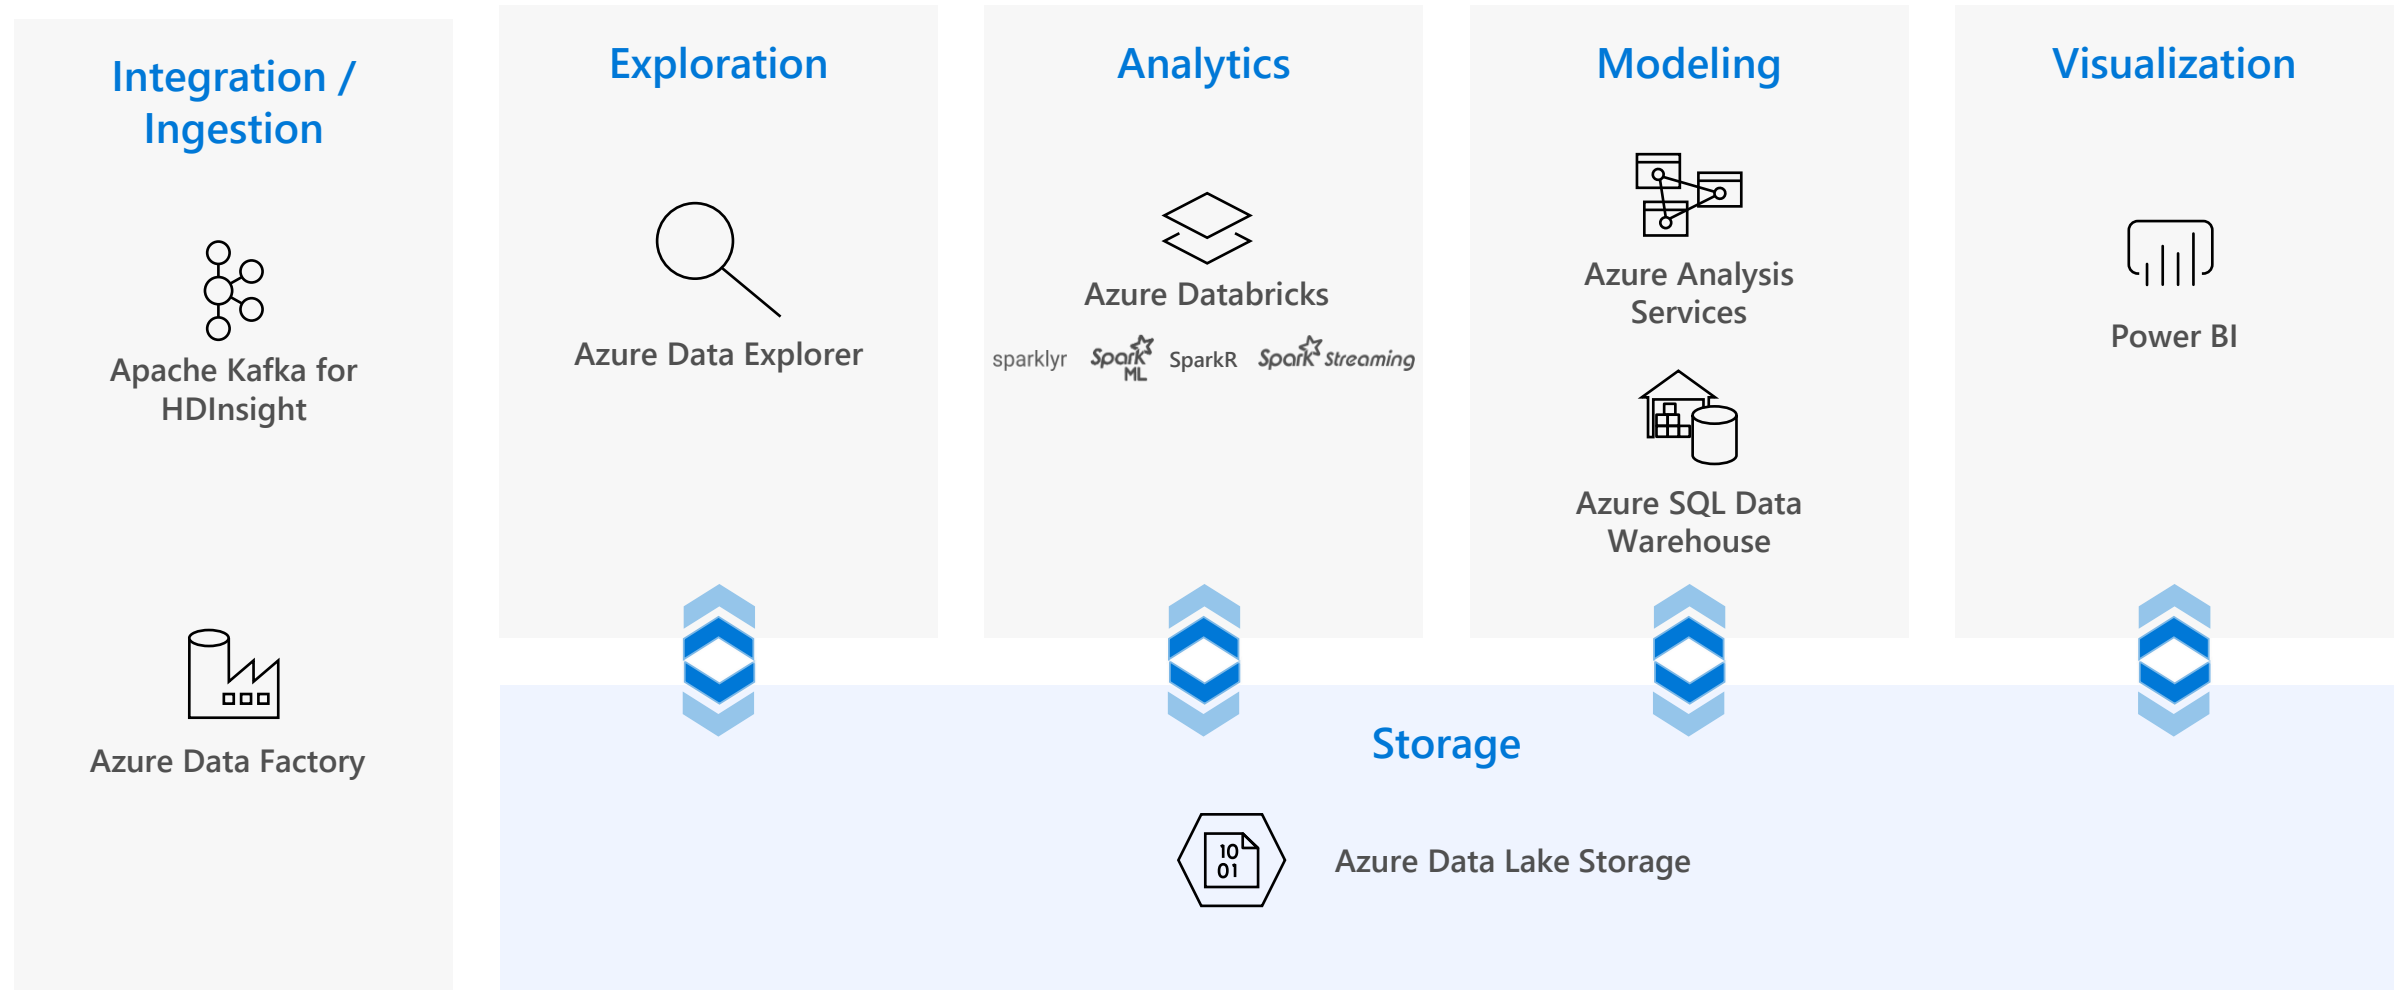 Integration /
Ingestion
Apache Kafka for
HDInsight
Azure Data Factory
Exploration
Azure Data Explorer
Analytics
Azure Databricks
sparklyr
Spark
ML
SparkR
Spark Streaming
Modeling
Azure Analysis
Services
Azure SQL Data
Warehouse
Visualization
Power BI
Storage
10
01
Azure Data Lake Storage